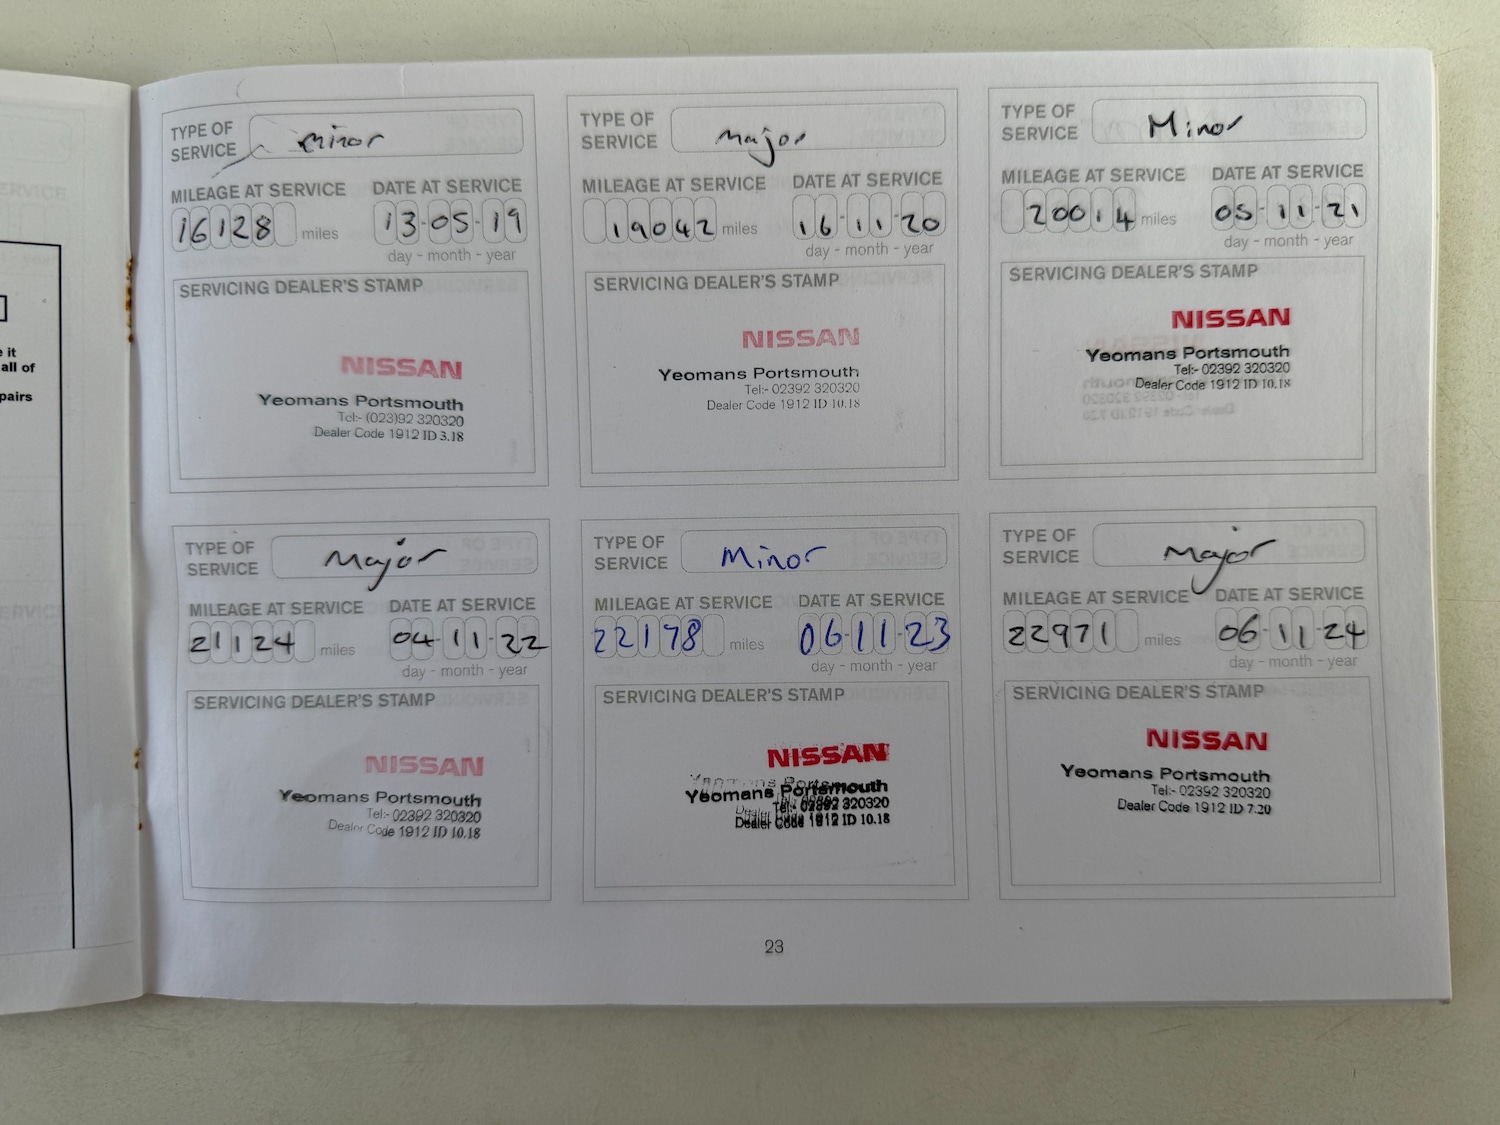 e it
all of
pairs
TYPE OF
SERVICE
minor
MILEAGE AT SERVICE
DATE AT SERVICE
16128 miles
13-05-19
day - month - year
SERVICING DEALER'S STAMP
NISSAN
Yeomans Portsmouth
Tel:- (023)92 320320
Dealer Code 1912 ID 3.18
TYPE OF
SERVICE
major
MILEAGE AT SERVICE
DATE AT SERVICE
19042 miles
16-11-20
day - month - year
SERVICING DEALER'S STAMP
NISSAN
Yeomans Portsmouth
Tel:- 02392 320320
Dealer Code 1912 ID 10.18
TYPE OF
SERVICE
Minor
MILEAGE AT SERVICE
DATE AT SERVICE
20014 miles
05-11-21
day - month - year
SERVICING DEALER'S STAMP
NISSAN
Yeomans Portsmouth
Tel:- 02392 320320
Dealer Code 1912 ID 10.18
TYPE OF
SERVICE
Major
MILEAGE AT SERVICE
DATE AT SERVICE
21124 miles
04-11-22
day - month - year
SERVICING DEALER'S STAMP
NISSAN
Yeomans Portsmouth
Tel:- 02392 320320
Dealer Code 1912 ID 10.18
TYPE OF
SERVICE
Minor
MILEAGE AT SERVICE
DATE AT SERVICE
22178 miles
06-11-23
day - month - year
SERVICING DEALER'S STAMP
NISSAN
Yeomans Portsmouth
Tel:- 02392 320320
Dealer Code 1912 ID 10.18
TYPE OF
SERVICE
Major
MILEAGE AT SERVICE
DATE AT SERVICE
22971 miles
06-11-24
day - month - year
SERVICING DEALER'S STAMP
NISSAN
Yeomans Portsmouth
Tel:- 02392 320320
Dealer Code 1912 ID 7.20
23